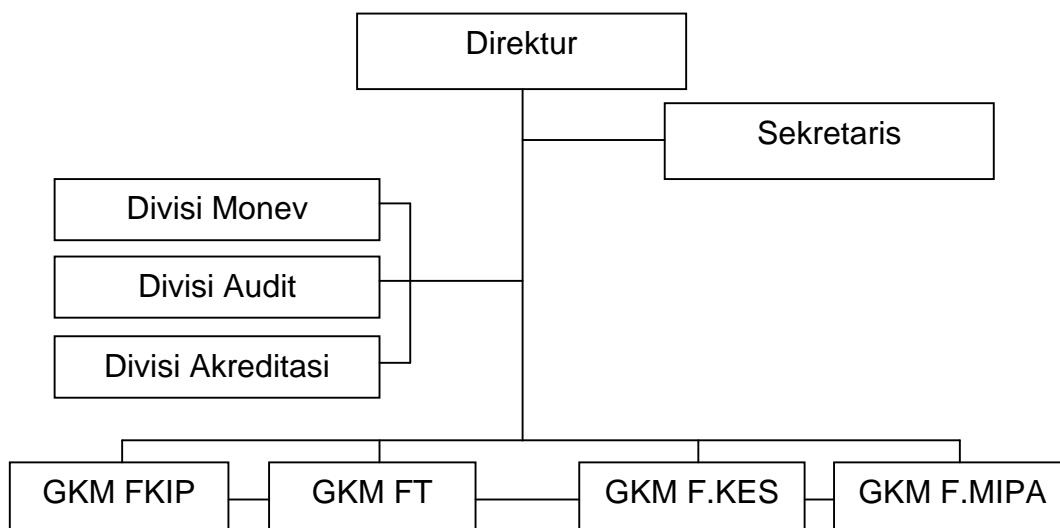 Direktur
Sekretaris
Divisi Monev
Divisi Audit
Divisi Akreditasi
GKM FKIP
GKM FT
GKM F.KES
GKM F.MIPA